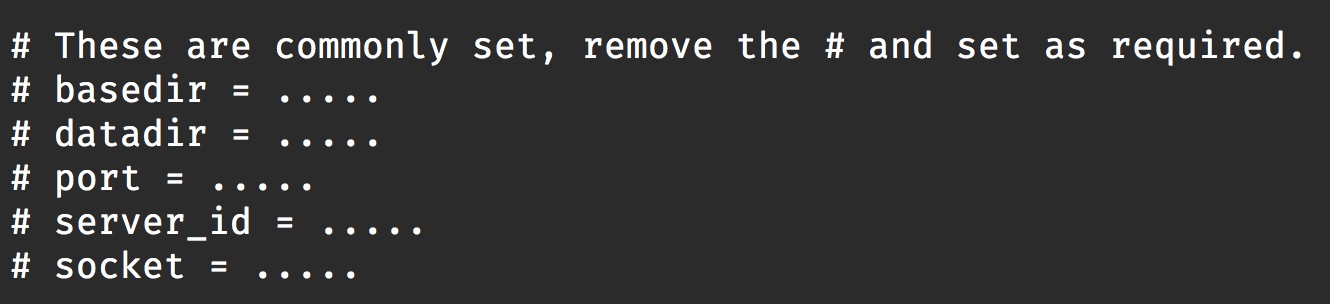 # These are commonly set, remove the # and set as required.
# basedir = .....
# datadir = .....
# port = .....
# server_id = .....
# socket = .....